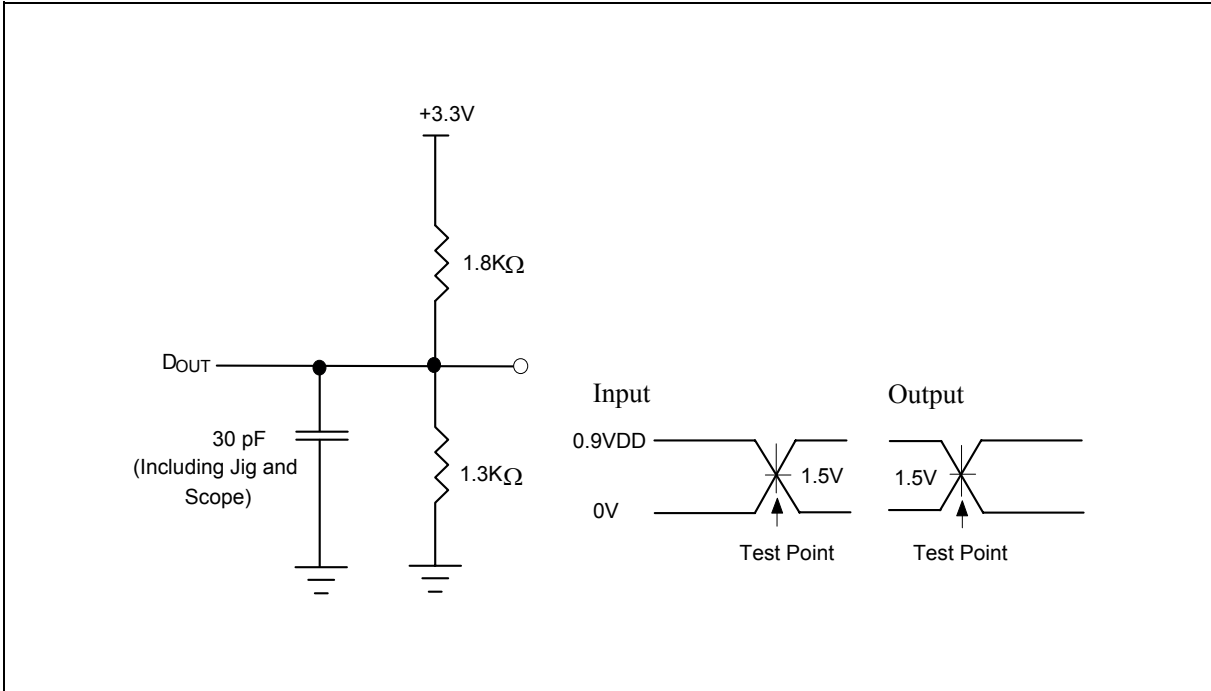 +3.3V
1.8KΩ
DOUT
30 pF
(Including Jig and
Scope)
1.3KΩ
Input
Output
0.9VDD
1.5V
1.5V
0V
Test Point
Test Point